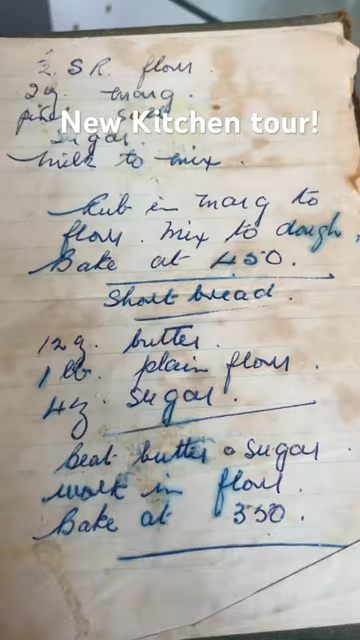 ½ S R flour.
2oz marg.
New Kitchen tour!
Sugar.
Milk to mix.
Rub in marg to
flour. Mix to dough,
Bake at 450.
Short bread.
12oz. butter.
1 lb. plain flour.
4oz. sugar.
Beat butter & sugar
work in flour.
Bake at 350.